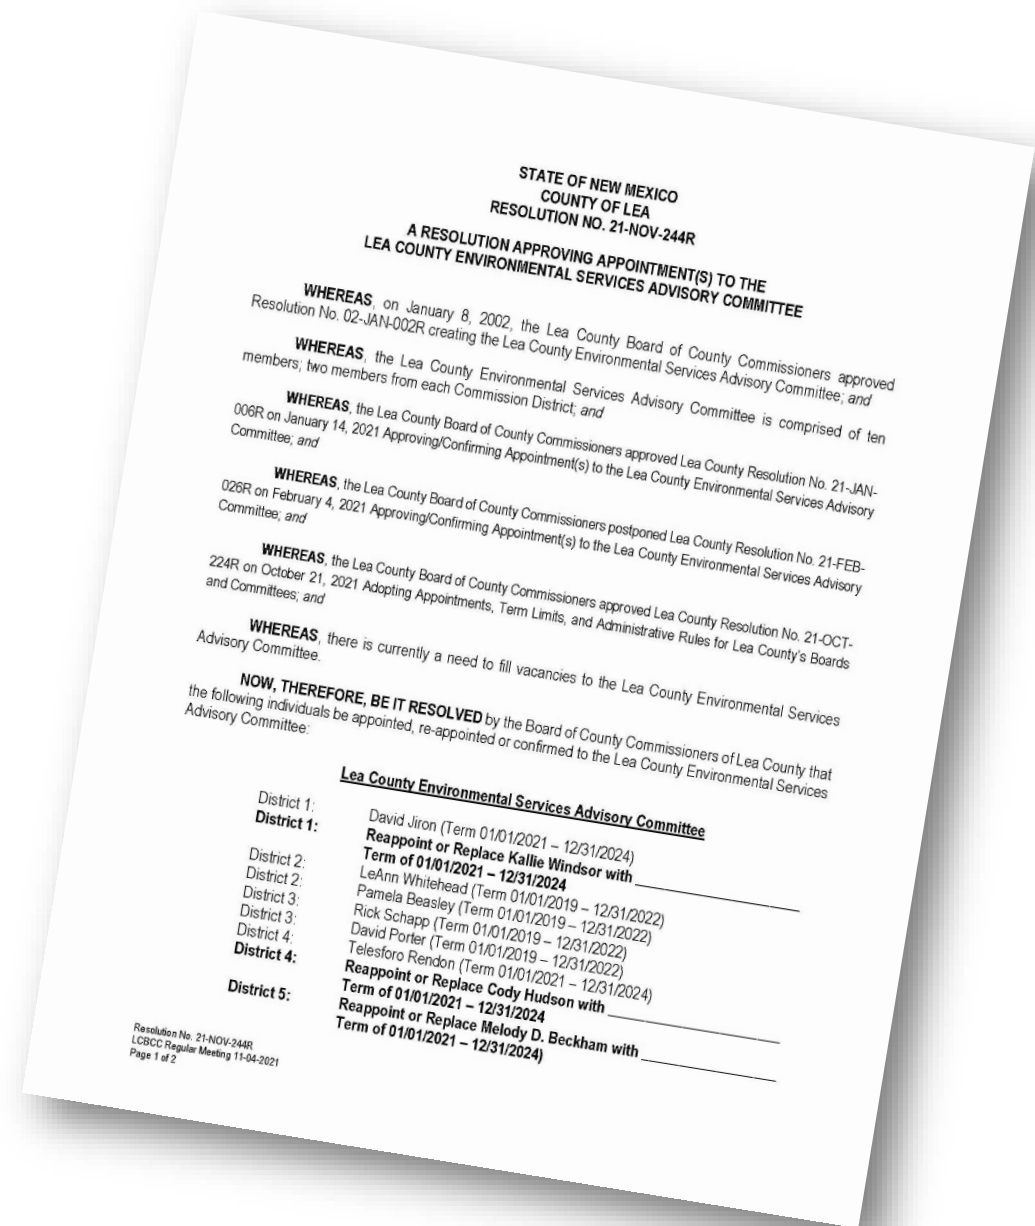 STATE OF NEW MEXICO
COUNTY OF LEA
RESOLUTION NO. 21-NOV-244R
A RESOLUTION APPROVING APPOINTMENT(S) TO THE
LEA COUNTY ENVIRONMENTAL SERVICES ADVISORY COMMITTEE
WHEREAS, on January 8, 2002, the Lea County Board of County Commissioners approved
Resolution No. 02-JAN-002R creating the Lea County Environmental Services Advisory Committee; and
WHEREAS, the Lea County Environmental Services Advisory Committee is comprised of ten
members; two members from each Commission District; and
WHEREAS, the Lea County Board of County Commissioners approved Lea County Resolution No. 21-JAN-
006R on January 14, 2021 Approving/Confirming Appointment(s) to the Lea County Environmental Services Advisory
Committee; and
WHEREAS, the Lea County Board of County Commissioners postponed Lea County Resolution No. 21-FEB-
026R on February 4, 2021 Approving/Confirming Appointment(s) to the Lea County Environmental Services Advisory
Committee; and
WHEREAS, the Lea County Board of County Commissioners approved Lea County Resolution No. 21-OCT-
224R on October 21, 2021 Adopting Appointments, Term Limits, and Administrative Rules for Lea County's Boards
and Committees; and
WHEREAS, there is currently a need to fill vacancies to the Lea County Environmental Services
Advisory Committee.
NOW, THEREFORE, BE IT RESOLVED by the Board of County Commissioners of Lea County that
the following individuals be appointed, re-appointed or confirmed to the Lea County Environmental Services
Advisory Committee:
Lea County Environmental Services Advisory Committee
District 1: David Jiron (Term 01/01/2021 – 12/31/2024)
District 1: Reappoint or Replace Kallie Windsor with ____________________
Term of 01/01/2021 – 12/31/2024
District 2: LeAnn Whitehead (Term 01/01/2019 – 12/31/2022)
District 2: Pamela Beasley (Term 01/01/2019 – 12/31/2022)
District 3: Rick Schapp (Term 01/01/2019 – 12/31/2022)
District 3: David Porter (Term 01/01/2019 – 12/31/2022)
District 4: Telesforo Rendon (Term 01/01/2021 – 12/31/2024)
District 4: Reappoint or Replace Cody Hudson with ____________________
Term of 01/01/2021 – 12/31/2024
District 5: Reappoint or Replace Melody D. Beckham with ________________
Term of 01/01/2021 – 12/31/2024)
Resolution No. 21-NOV-244R
LCBCC Regular Meeting 11-04-2021
Page 1 of 2